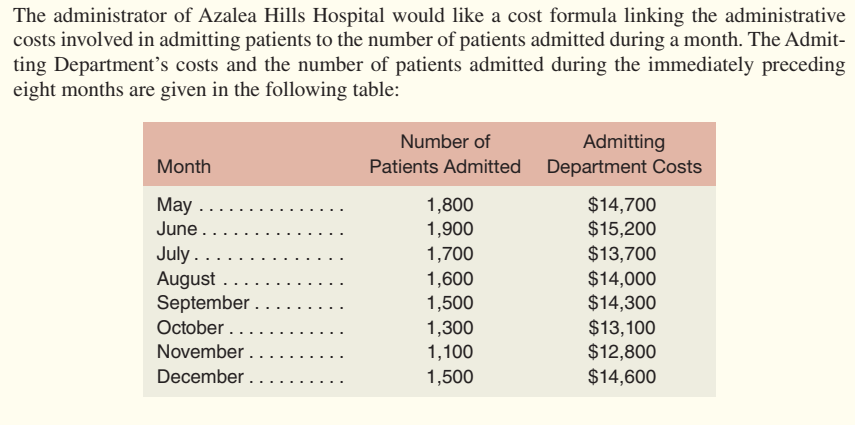 The administrator of Azalea Hills Hospital would like a cost formula linking the administrative
costs involved in admitting patients to the number of patients admitted during a month. The Admit-
ting Department's costs and the number of patients admitted during the immediately preceding
eight months are given in the following table:
Number of Admitting
Month Patients Admitted Department Costs
May . . . . . . . . . . . . . . . 1,800 $14,700
June . . . . . . . . . . . . . . 1,900 $15,200
July . . . . . . . . . . . . . . . 1,700 $13,700
August . . . . . . . . . . . . 1,600 $14,000
September . . . . . . . . . 1,500 $14,300
October . . . . . . . . . . . . 1,300 $13,100
November . . . . . . . . . . 1,100 $12,800
December . . . . . . . . . . 1,500 $14,600